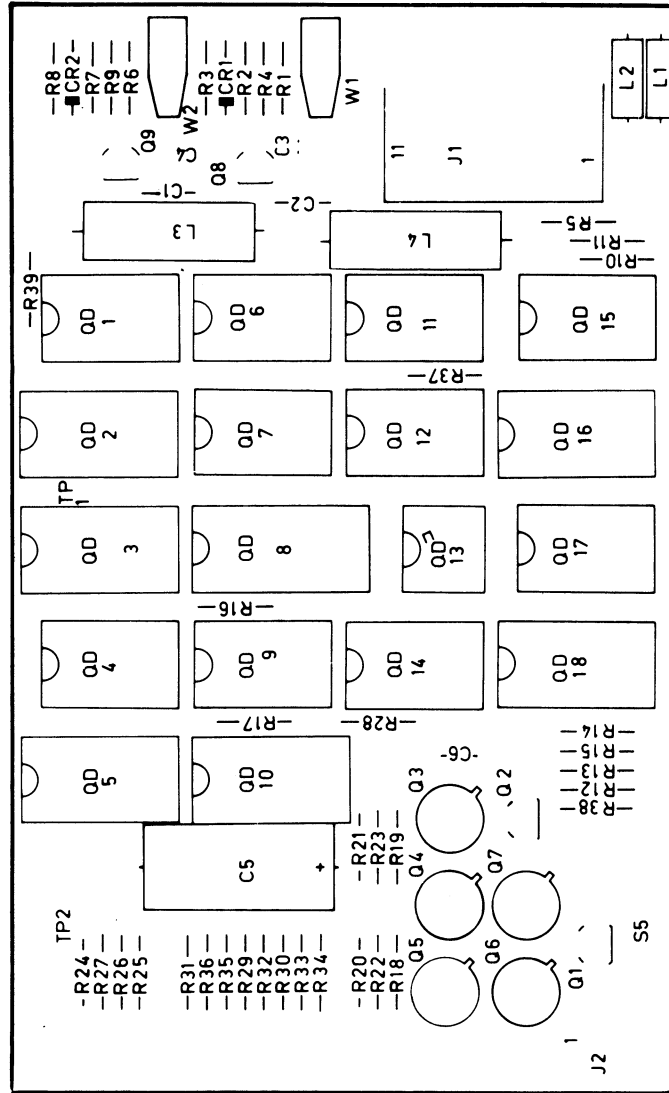 R8
CR2
R7
R9
R6
W2
R3
CR1
R2
R4
R1
W1
L2
L1
Q9
C4
Q8
C3
11
J1
1
C1
C2
L3
L4
R5
R11
R10
R39
QD 1
QD 6
QD 11
QD 15
R37
QD 2
QD 7
QD 12
QD 16
TP 1
QD 3
QD 8
QD 13
QD 17
R16
QD 4
QD 9
QD 14
QD 18
R17
R28
R14
R15
R13
R12
R38
QD 5
QD 10
C6
Q3
Q2
C5
+
R21
R23
R19
Q4
Q7
TP2
R24
R27
R26
R25
R31
R36
R35
R29
R32
R30
R33
R34
R20
R22
R18
Q5
Q6
Q1
S5
1
J2